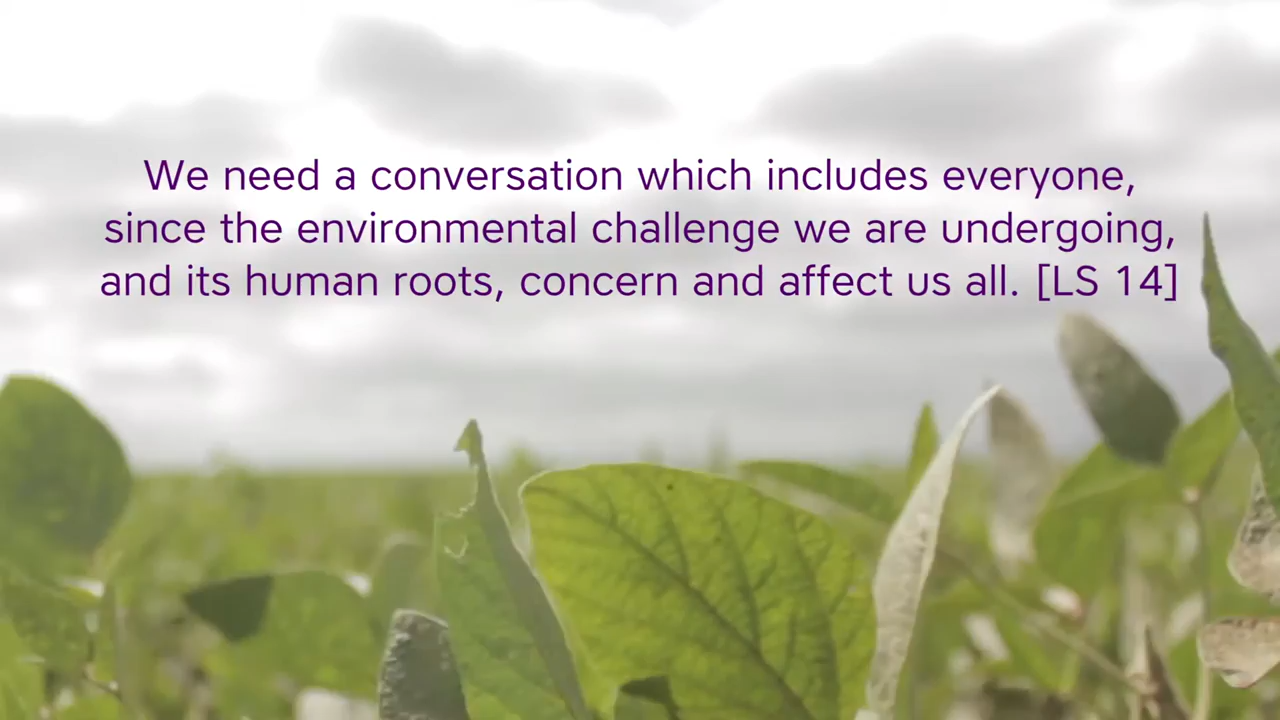 We need a conversation which includes everyone,
since the environmental challenge we are undergoing,
and its human roots, concern and affect us all. [LS 14]